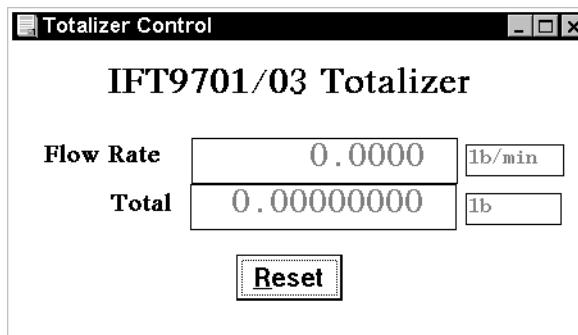 Totalizer Control
IFT9701/03 Totalizer
Flow Rate 0.0000 lb/min
Total 0.00000000 lb
Reset